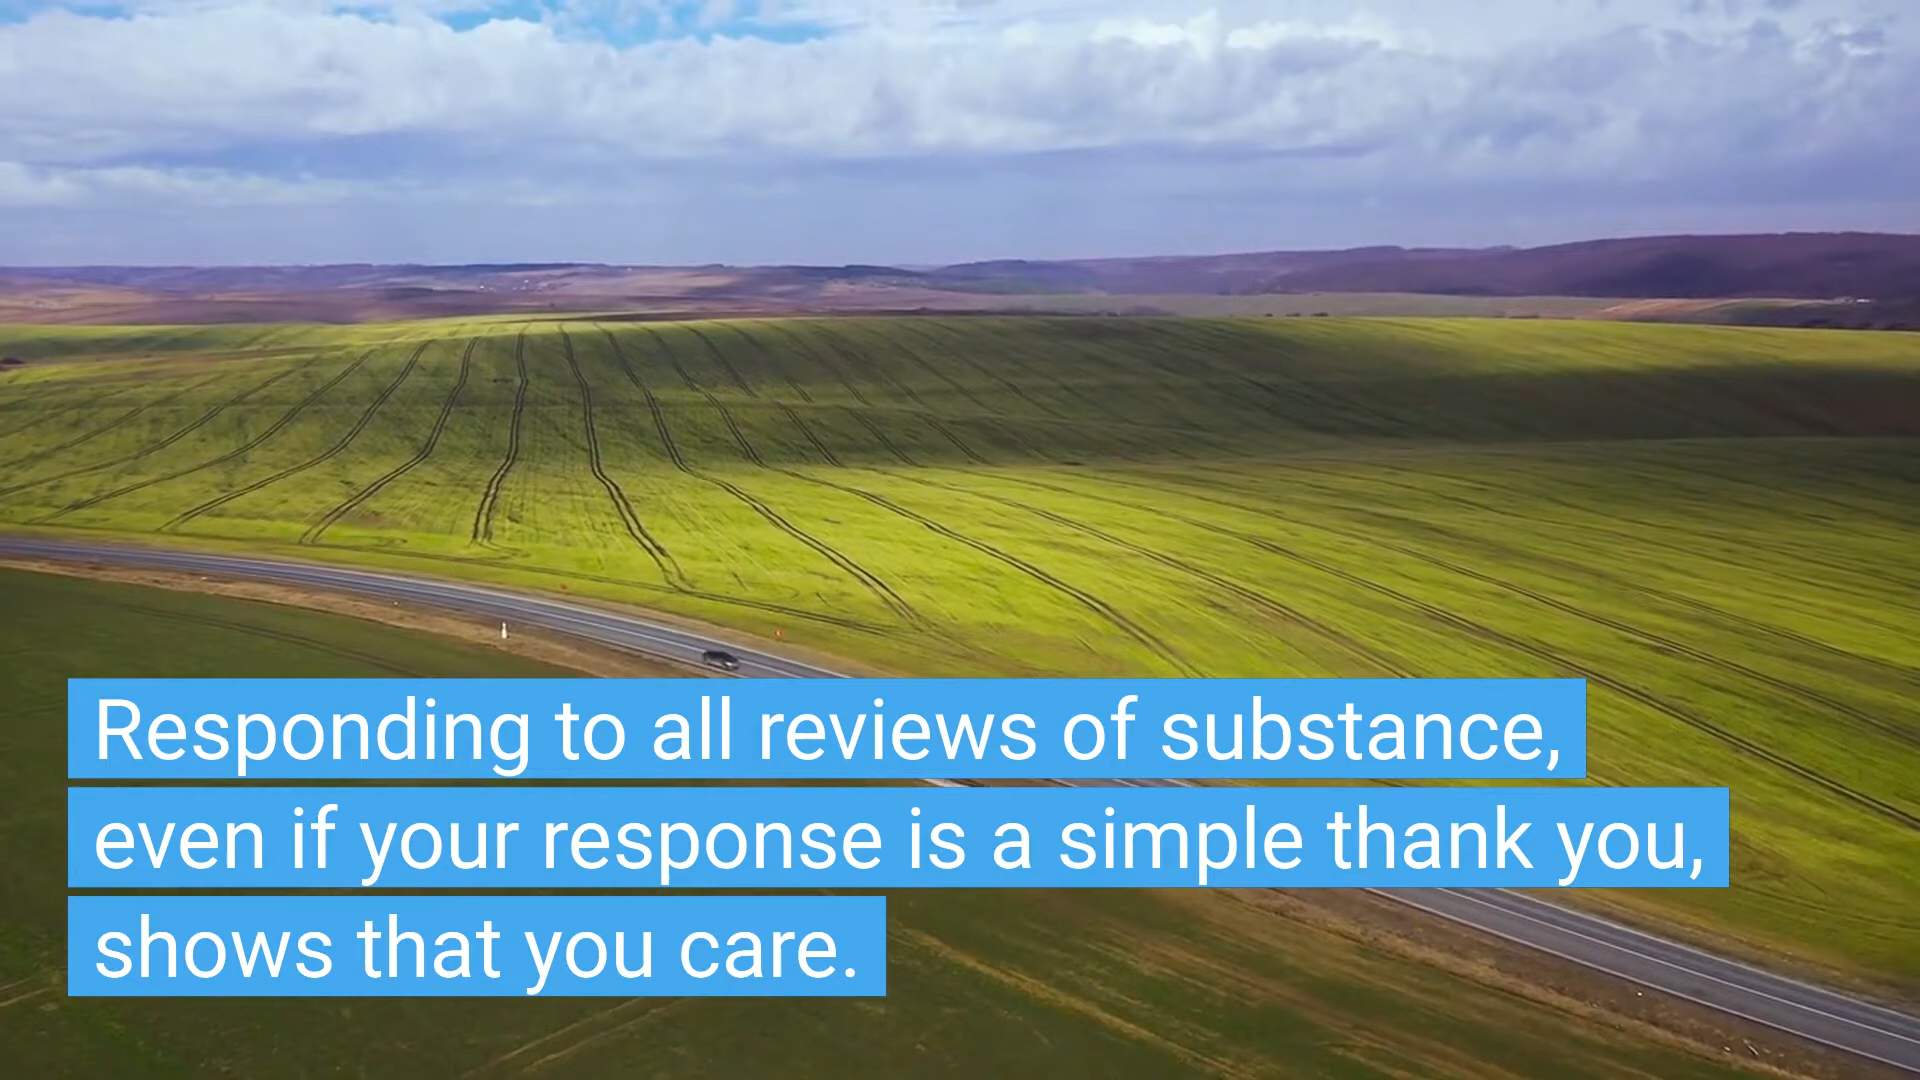 Responding to all reviews of substance,
even if your response is a simple thank you,
shows that you care.